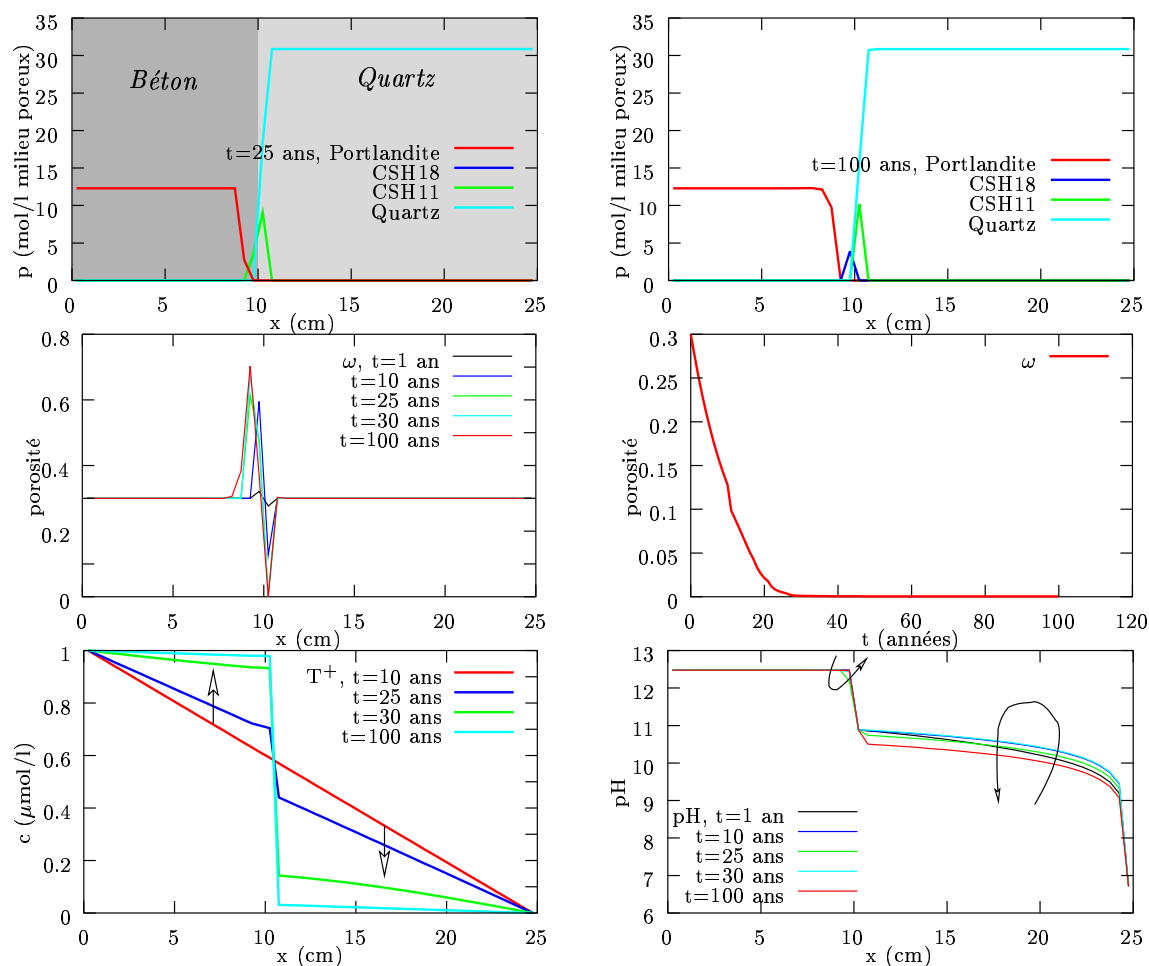 p (mol/l milieu poreux)
35
30
25
20
15
10
5
0
Béton
Quartz
t=25 ans, Portlandite
CSH18
CSH11
Quartz
0 5 10 15 20 25
x (cm)
p (mol/l milieu poreux)
35
30
25
20
15
10
5
0
t=100 ans, Portlandite
CSH18
CSH11
Quartz
0 5 10 15 20 25
x (cm)
porosité
0.8
0.6
0.4
0.2
0
ω, t=1 an
t=10 ans
t=25 ans
t=30 ans
t=100 ans
0 5 10 15 20 25
x (cm)
porosité
0.3
0.25
0.2
0.15
0.1
0.05
0
ω
0 20 40 60 80 100 120
t (années)
c (μmol/l)
1
0.8
0.6
0.4
0.2
0
T+, t=10 ans
t=25 ans
t=30 ans
t=100 ans
0 5 10 15 20 25
x (cm)
pH
13
12
11
10
9
8
7
6
pH, t=1 an
t=10 ans
t=25 ans
t=30 ans
t=100 ans
0 5 10 15 20 25
x (cm)